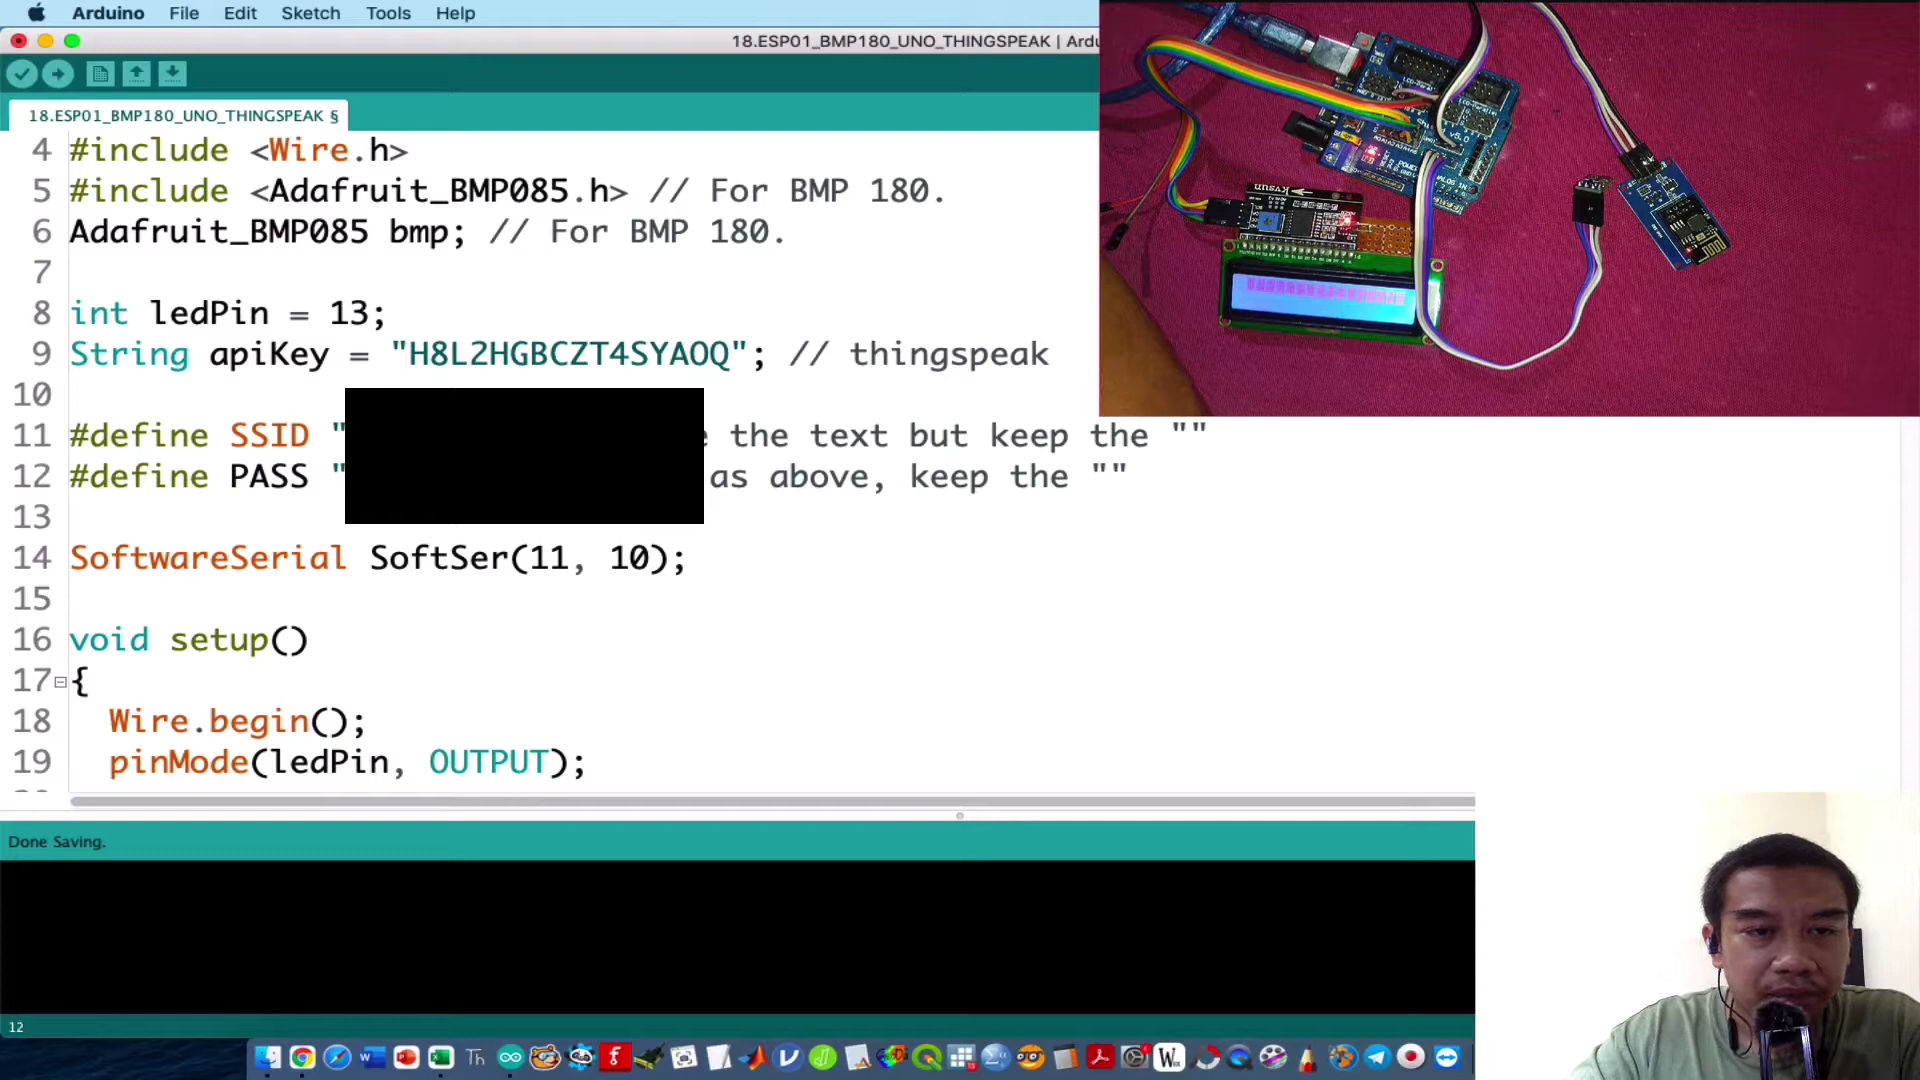 Arduino File Edit Sketch Tools Help
18.ESP01_BMP180_UNO_THINGSPEAK | Ardu
18.ESP01_BMP180_UNO_THINGSPEAK §
4 #include <Wire.h>
5 #include <Adafruit_BMP085.h> // For BMP 180.
6 Adafruit_BMP085 bmp; // For BMP 180.
7
8 int ledPin = 13;
9 String apiKey = "H8L2HGBCZT4SYAOQ"; // thingspeak
10
11 #define SSID " the text but keep the ""
12 #define PASS " as above, keep the ""
13
14 SoftwareSerial SoftSer(11, 10);
15
16 void setup()
17 {
18 Wire.begin();
19 pinMode(ledPin, OUTPUT);
Done Saving.
12